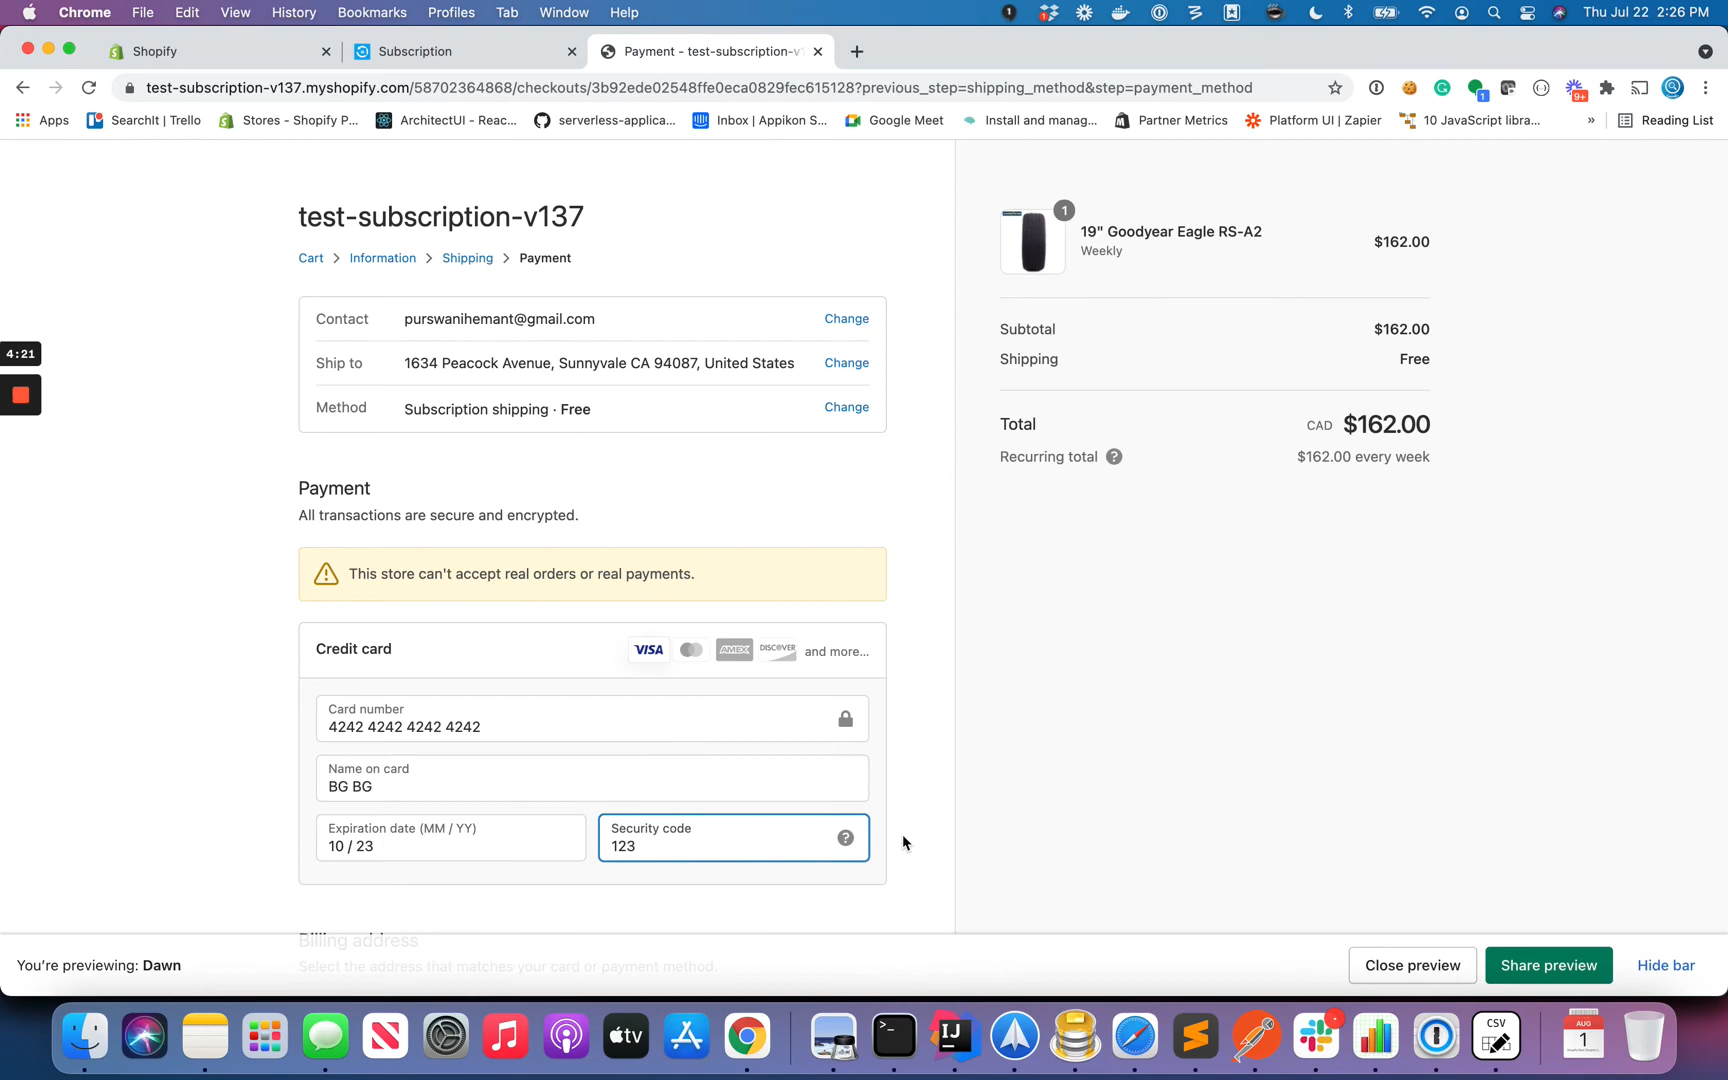 Chrome File Edit View History Bookmarks Profiles Tab Window Help Thu Jul 22 2:26 PM
Shopify
Subscription
Payment - test-subscription-v1
test-subscription-v137.myshopify.com/58702364868/checkouts/3b92ede02548ffe0eca0829fec615128?previous_step=shipping_method&step=payment_method
Apps SearchIt | Trello Stores - Shopify P... ArchitectUI - Reac... serverless-applica... Inbox | Appikon S... Google Meet Install and manag... Partner Metrics Platform UI | Zapier 10 JavaScript libra... » Reading List
test-subscription-v137
Cart > Information > Shipping > Payment
Contact purswanihemant@gmail.com Change
Ship to 1634 Peacock Avenue, Sunnyvale CA 94087, United States Change
Method Subscription shipping · Free Change
4:21
Payment
All transactions are secure and encrypted.
This store can't accept real orders or real payments.
Credit card VISA AMEX DISCOVER and more...
Card number
4242 4242 4242 4242
Name on card
BG BG
Expiration date (MM / YY)
10 / 23
Security code
123
Billing address
Select the address that matches your card or payment method.
1
19" Goodyear Eagle RS-A2
Weekly
$162.00
Subtotal $162.00
Shipping Free
Total CAD $162.00
Recurring total $162.00 every week
You're previewing: Dawn
Close preview
Share preview
Hide bar
tv
IJ
CSV
AUG
1